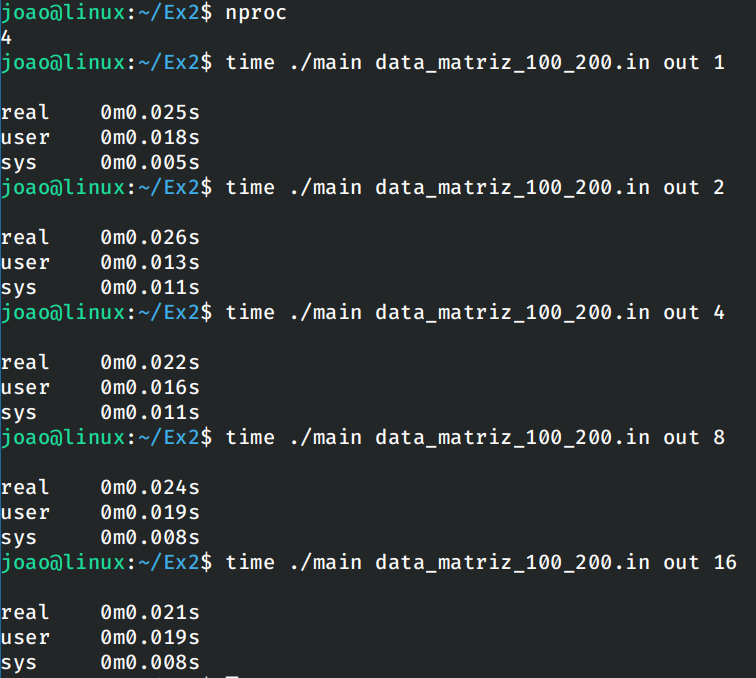 joao@linux:~/Ex2$ nproc
4
joao@linux:~/Ex2$ time ./main data_matriz_100_200.in out 1
real 0m0.025s
user 0m0.018s
sys 0m0.005s
joao@linux:~/Ex2$ time ./main data_matriz_100_200.in out 2
real 0m0.026s
user 0m0.013s
sys 0m0.011s
joao@linux:~/Ex2$ time ./main data_matriz_100_200.in out 4
real 0m0.022s
user 0m0.016s
sys 0m0.011s
joao@linux:~/Ex2$ time ./main data_matriz_100_200.in out 8
real 0m0.024s
user 0m0.019s
sys 0m0.008s
joao@linux:~/Ex2$ time ./main data_matriz_100_200.in out 16
real 0m0.021s
user 0m0.019s
sys 0m0.008s